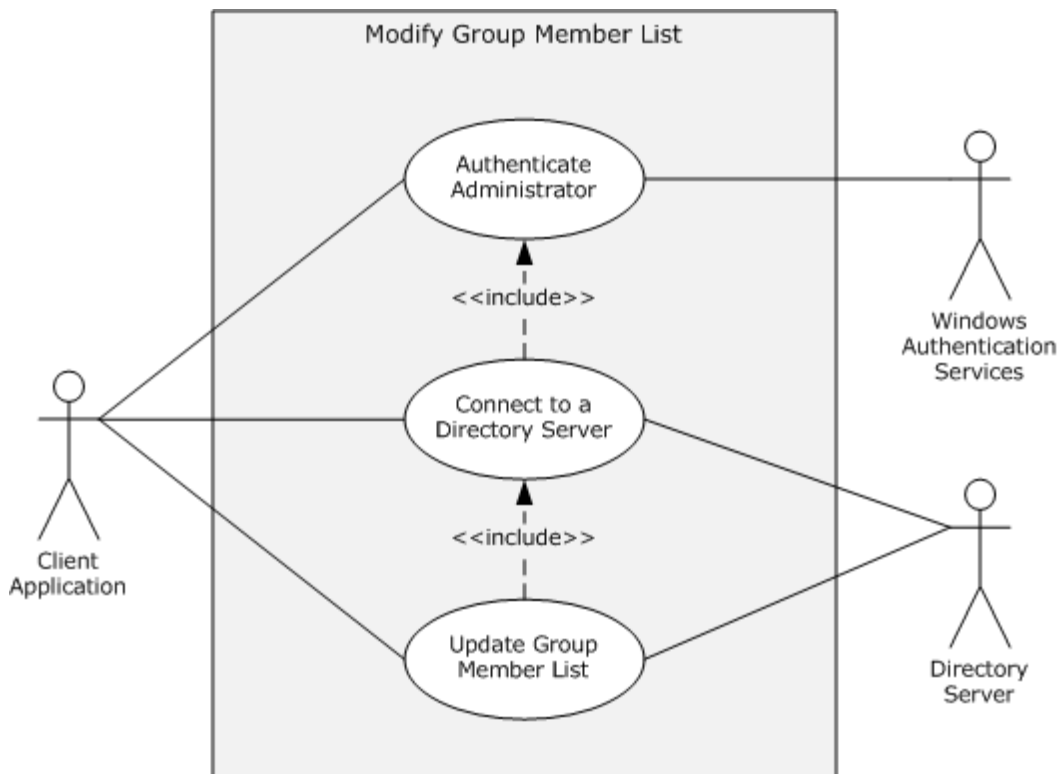 Modify Group Member List
Authenticate
Administrator
<<include>>
Windows
Authentication
Services
Connect to a
Directory Server
<<include>>
Client
Application
Update Group
Member List
Directory
Server